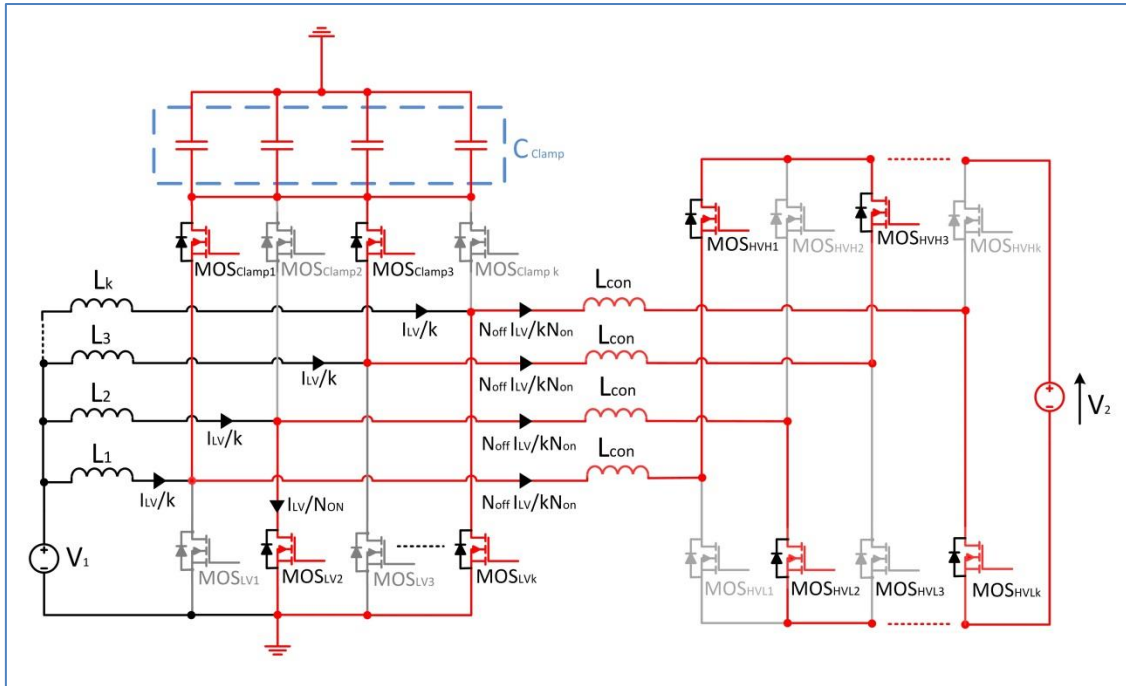 C Clamp
MOSClamp1
MOSClamp2
MOSClamp3
MOSClamp k
MOSHVH1
MOSHVH2
MOSHVH3
MOSHVHk
Lk
ILV/k
Noff ILV/kNon
Lcon
L3
ILV/k
Noff ILV/kNon
Lcon
L2
ILV/k
Noff ILV/kNon
Lcon
L1
ILV/k
Noff ILV/kNon
Lcon
V2
ILV/NON
V1
MOSLV1
MOSLV2
MOSLV3
MOSLVk
MOSHVL1
MOSHVL2
MOSHVL3
MOSHVLk